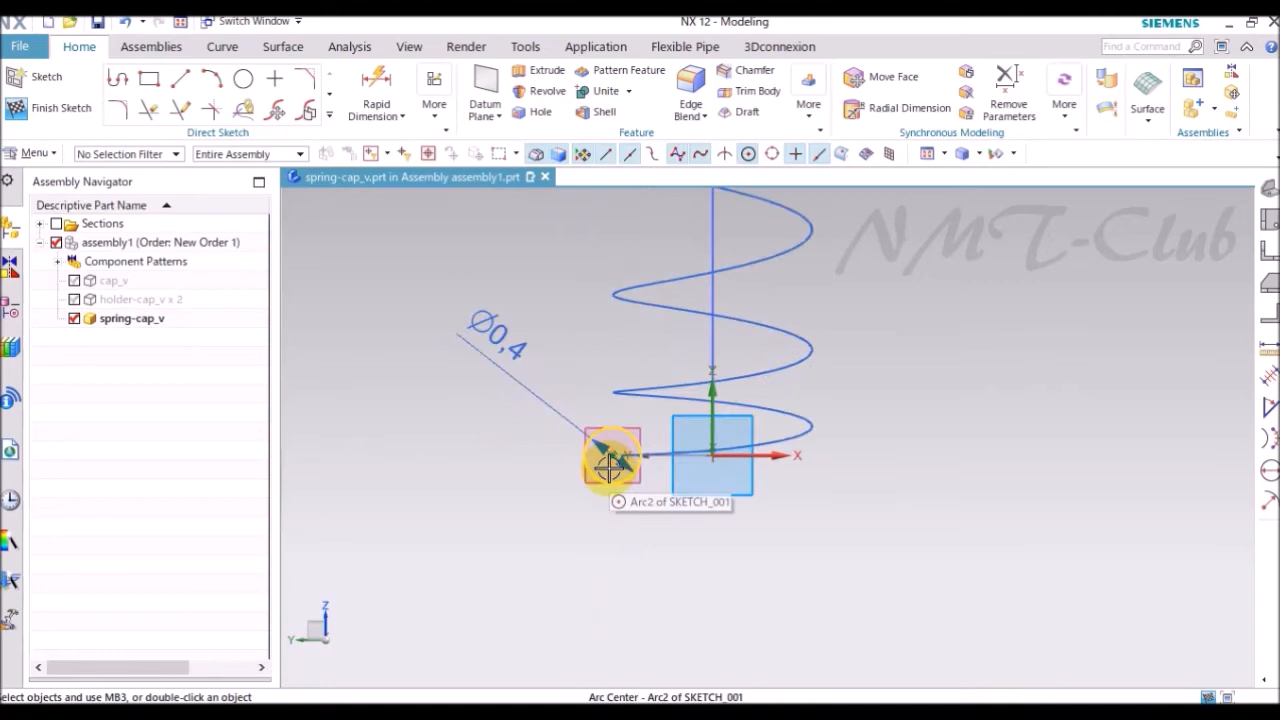 NX
Switch Window
NX 12 - Modeling
SIEMENS
File
Home
Assemblies
Curve
Surface
Analysis
View
Render
Tools
Application
Flexible Pipe
3Dconnexion
Find a Command
Sketch
Finish Sketch
Direct Sketch
Rapid
Dimension
More
Datum
Plane
Extrude
Revolve
Hole
Pattern Feature
Unite
Shell
Edge
Blend
Chamfer
Trim Body
Draft
More
Feature
Move Face
Radial Dimension
Remove
Parameters
More
Synchronous Modeling
Surface
Assemblies
Menu
No Selection Filter
Entire Assembly
Assembly Navigator
spring-cap_v.prt in Assembly assembly1.prt
Descriptive Part Name
Sections
assembly1 (Order: New Order 1)
Component Patterns
cap_v
holder-cap_v x 2
spring-cap_v
NMT-Club
Ø0,4
Z
X
Arc2 of SKETCH_001
Z
Y
elect objects and use MB3, or double-click an object
Arc Center - Arc2 of SKETCH_001